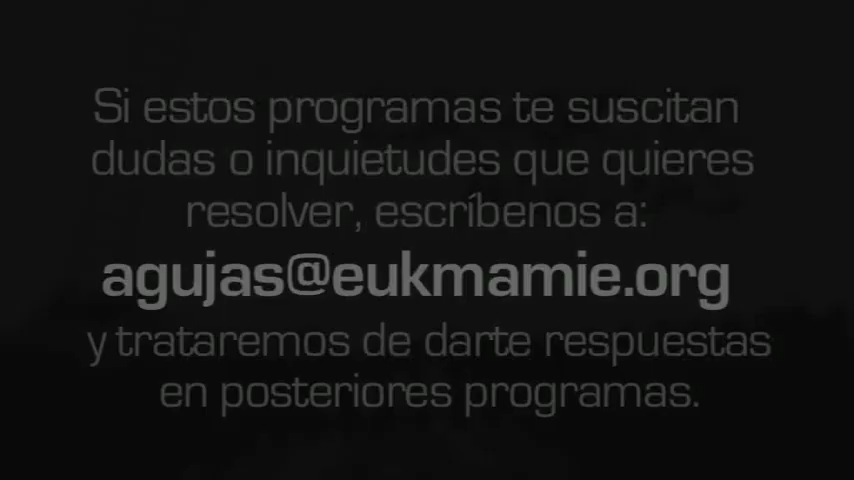 Si estos programas te suscitan
dudas o inquietudes que quieres
resolver, escríbenos a:
agujas@eukmamie.org
y trataremos de darte respuestas
en posteriores programas.